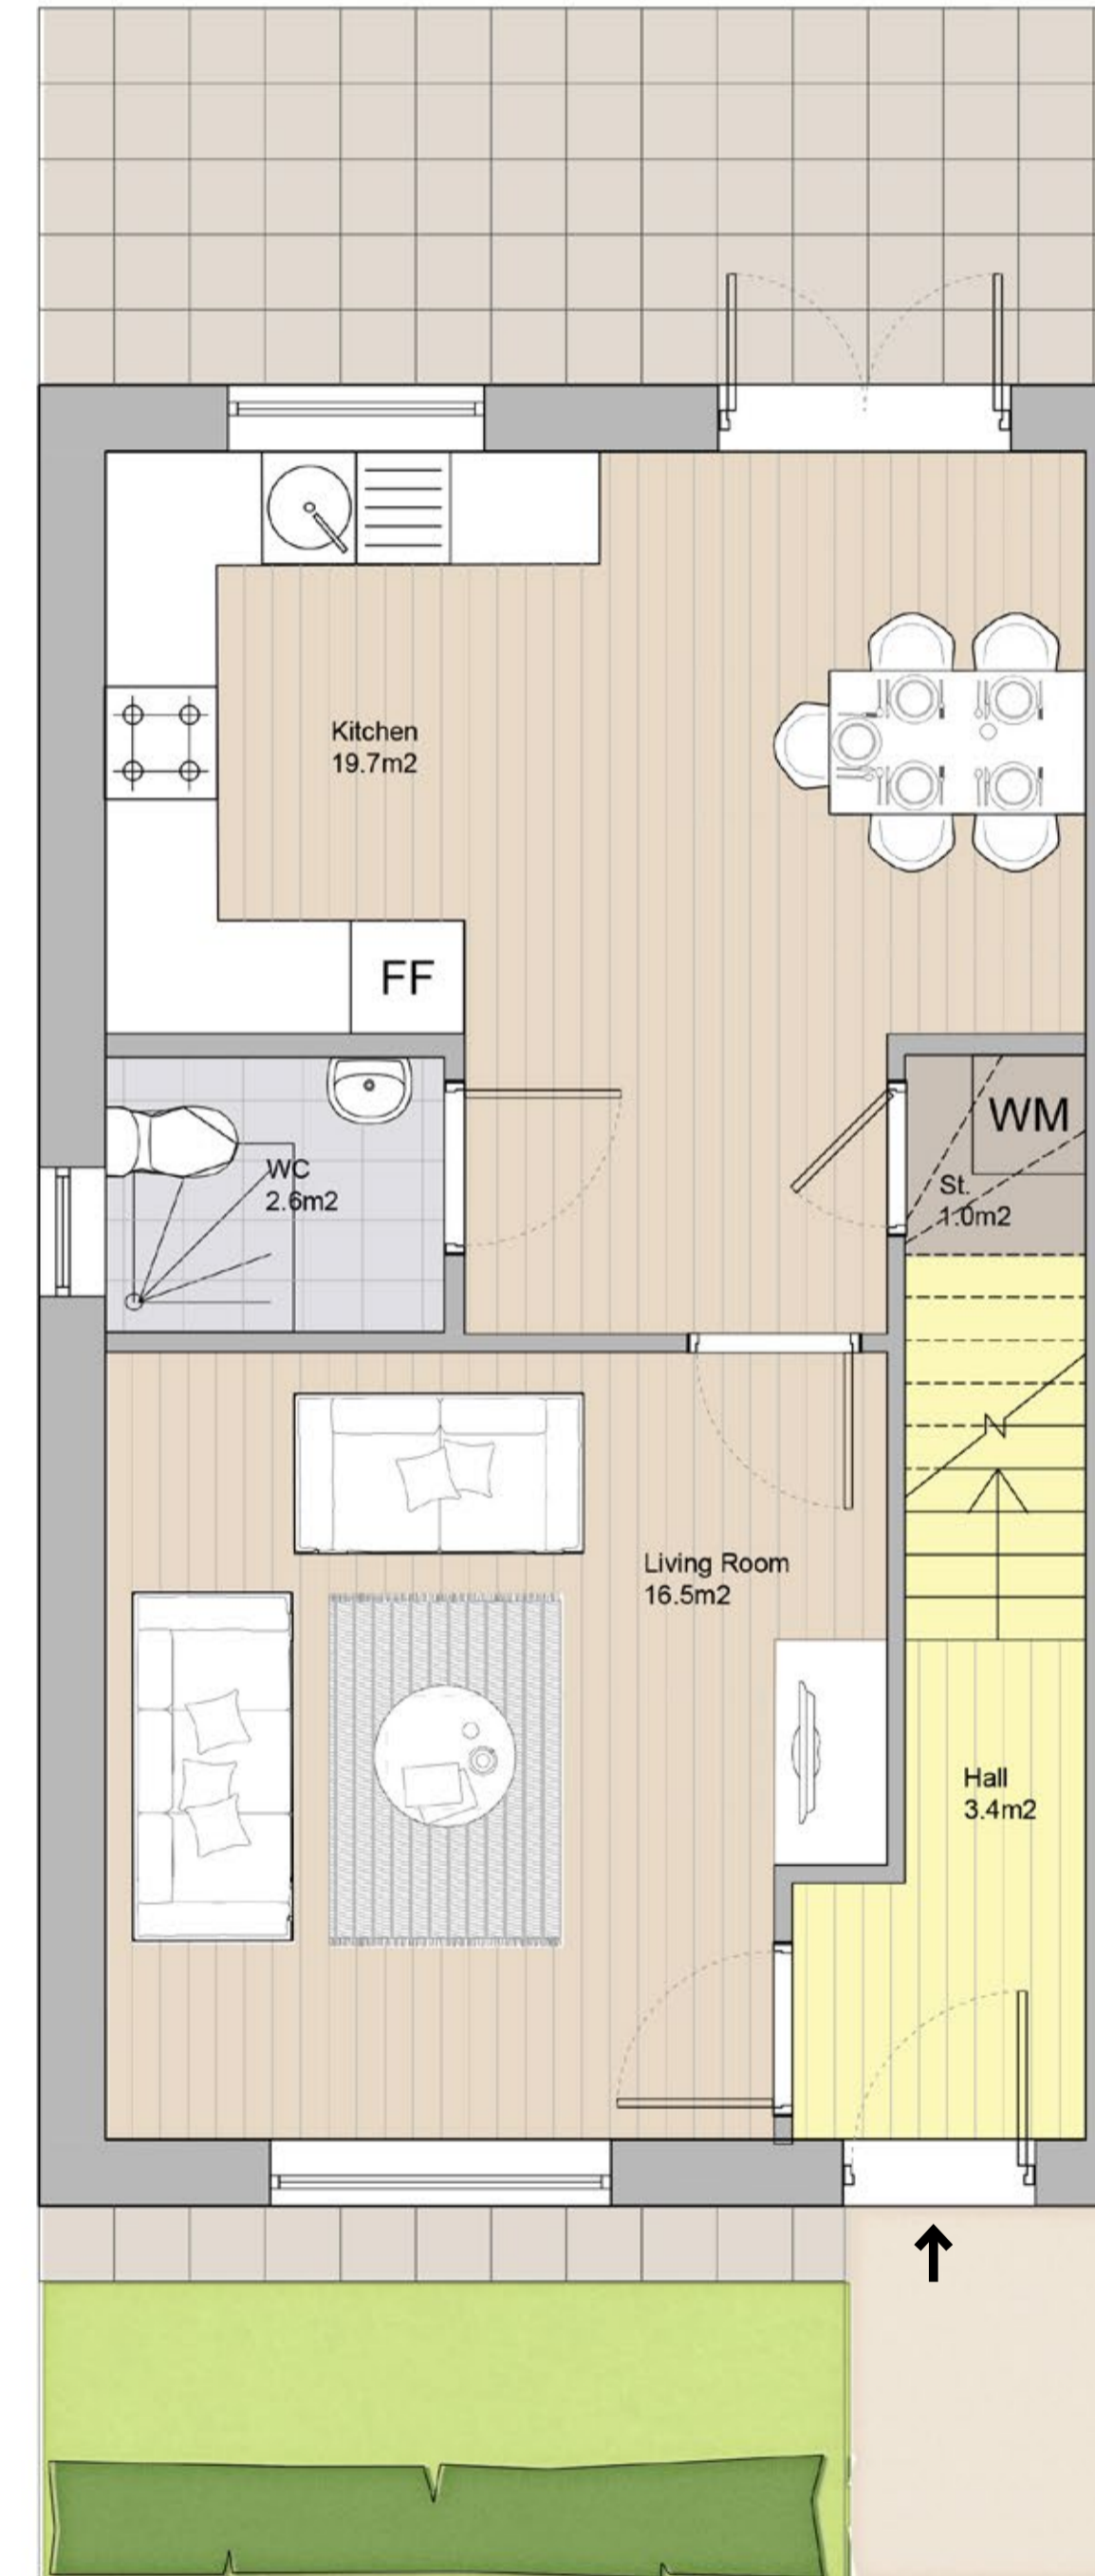 Kitchen
19.7m2
FF
WM
WC
2.6m2
St.
1.0m2
Living Room
16.5m2
Hall
3.4m2